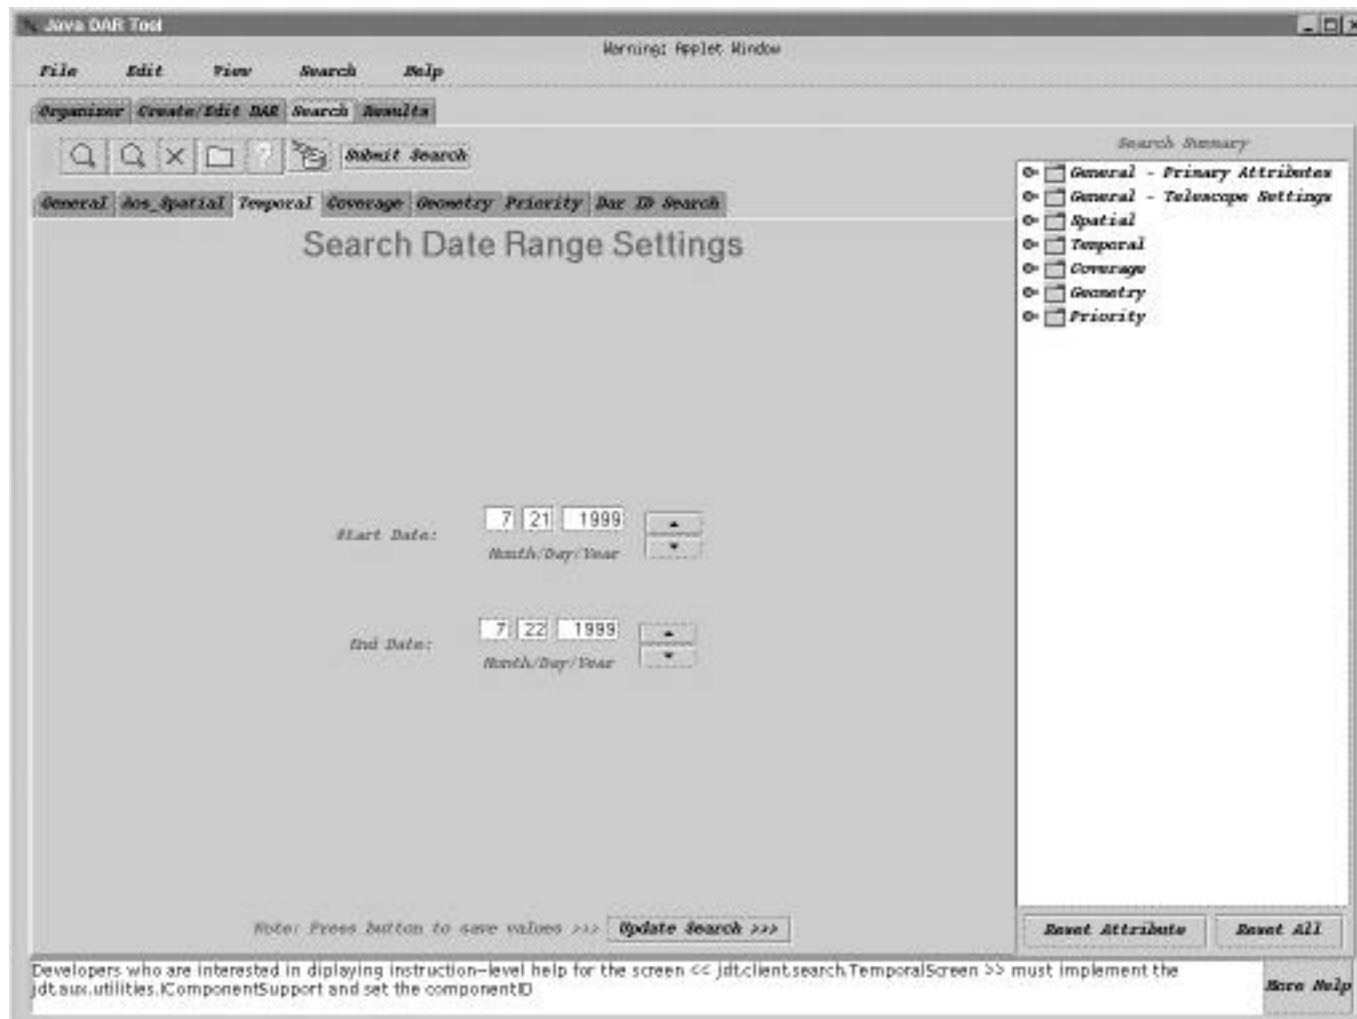 Java DAR Tool
Warning: Applet Window
File Edit View Search Help
Organizer Create/Edit DAR Search Results
Submit Search
Search Summary
General Aos_Spatial Temporal Coverage Geometry Priority Dar ID Search
General - Primary Attributes
General - Telescope Settings
Spatial
Temporal
Coverage
Geometry
Priority
Search Date Range Settings
Start Date: 7 21 1999
Month/Day/Year
End Date: 7 22 1999
Month/Day/Year
Note: Press button to save values >>> Update Search >>>
Reset Attribute Reset All
Developers who are interested in diplaying instruction-level help for the screen << jdt.client.search.TemporalScreen >> must implement the
jdt.aux.utilities.IComponentSupport and set the componentID
More Help